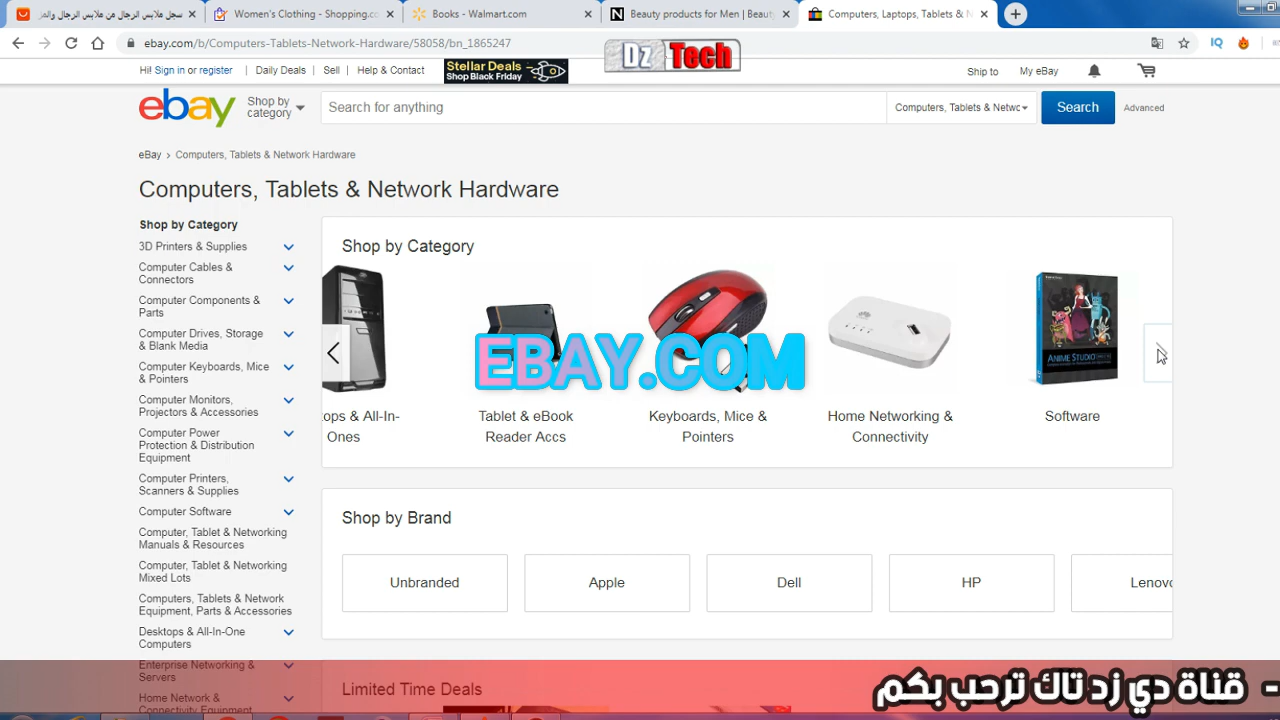 سجل ملابس الرجال من ملابس الرجال والمز
Women's Clothing - Shopping.co
Books - Walmart.com
Beauty products for Men | Beaut
Computers, Laptops, Tablets & N
ebay.com/b/Computers-Tablets-Network-Hardware/58058/bn_1865247
Dz Tech
Hi! Sign in or register
Daily Deals
Sell
Help & Contact
Stellar Deals
Shop Black Friday
Ship to
My eBay
ebay
Shop by
category
Search for anything
Computers, Tablets & Netwc
Search
Advanced
eBay > Computers, Tablets & Network Hardware
Computers, Tablets & Network Hardware
Shop by Category
3D Printers & Supplies
Computer Cables &
Connectors
Computer Components &
Parts
Computer Drives, Storage
& Blank Media
Computer Keyboards, Mice
& Pointers
Computer Monitors,
Projectors & Accessories
Computer Power
Protection & Distribution
Equipment
Computer Printers,
Scanners & Supplies
Computer Software
Computer, Tablet & Networking
Manuals & Resources
Computer, Tablet & Networking
Mixed Lots
Computers, Tablets & Network
Equipment, Parts & Accessories
Desktops & All-In-One
Computers
Enterprise Networking &
Servers
Home Network &
Connectivity Equipment
Shop by Category
ANIME STUDIO
EBAY.COM
ops & All-In-
Ones
Tablet & eBook
Reader Accs
Keyboards, Mice &
Pointers
Home Networking &
Connectivity
Software
Shop by Brand
Unbranded
Apple
Dell
HP
Lenovo
Limited Time Deals
- قناة دي زد تاك ترحب بكم